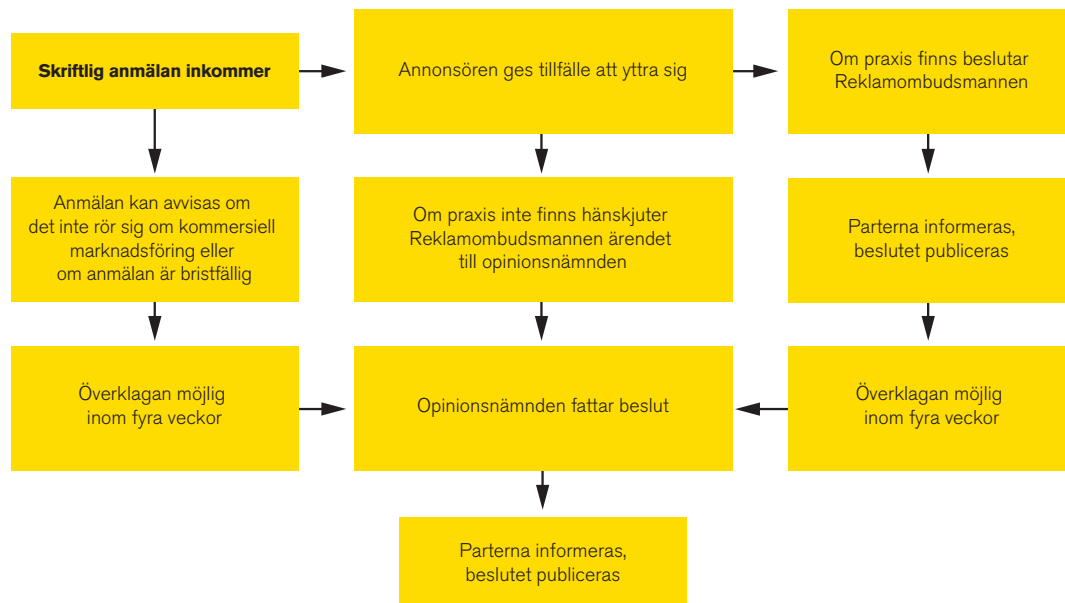 Skriftlig anmälan inkommer
Annonsören ges tillfälle att yttra sig
Om praxis finns beslutar
Reklamombudsmannen
Anmälan kan avvisas om
det inte rör sig om kommersiell
marknadsföring eller
om anmälan är bristfällig
Om praxis inte finns hänskjuter
Reklamombudsmannen ärendet
till opinionsnämnden
Parterna informeras,
beslutet publiceras
Överklagan möjlig
inom fyra veckor
Opinionsnämnden fattar beslut
Överklagan möjlig
inom fyra veckor
Parterna informeras,
beslutet publiceras